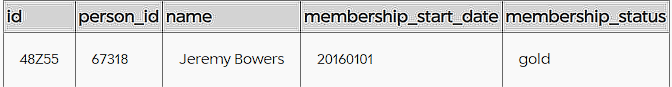 id person_id name membership_start_date membership_status
48Z55 67318 Jeremy Bowers 20160101 gold